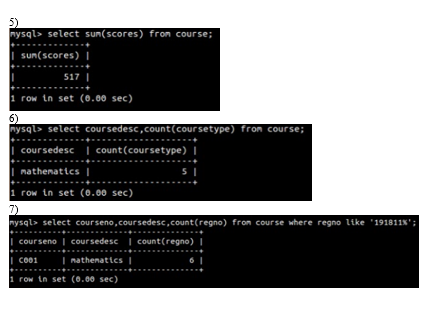 5)
mysql> select sum(scores) from course;
+-------------+
| sum(scores) |
+-------------+
| 517 |
+-------------+
1 row in set (0.00 sec)
6)
mysql> select coursedesc,count(coursetype) from course;
+-------------+-------------------+
| coursedesc | count(coursetype) |
+-------------+-------------------+
| mathematics | 5 |
+-------------+-------------------+
1 row in set (0.00 sec)
7)
mysql> select courseno,coursedesc,count(regno) from course where regno like '191811%';
+----------+-------------+--------------+
| courseno | coursedesc | count(regno) |
+----------+-------------+--------------+
| C001 | mathematics | 6 |
+----------+-------------+--------------+
1 row in set (0.00 sec)